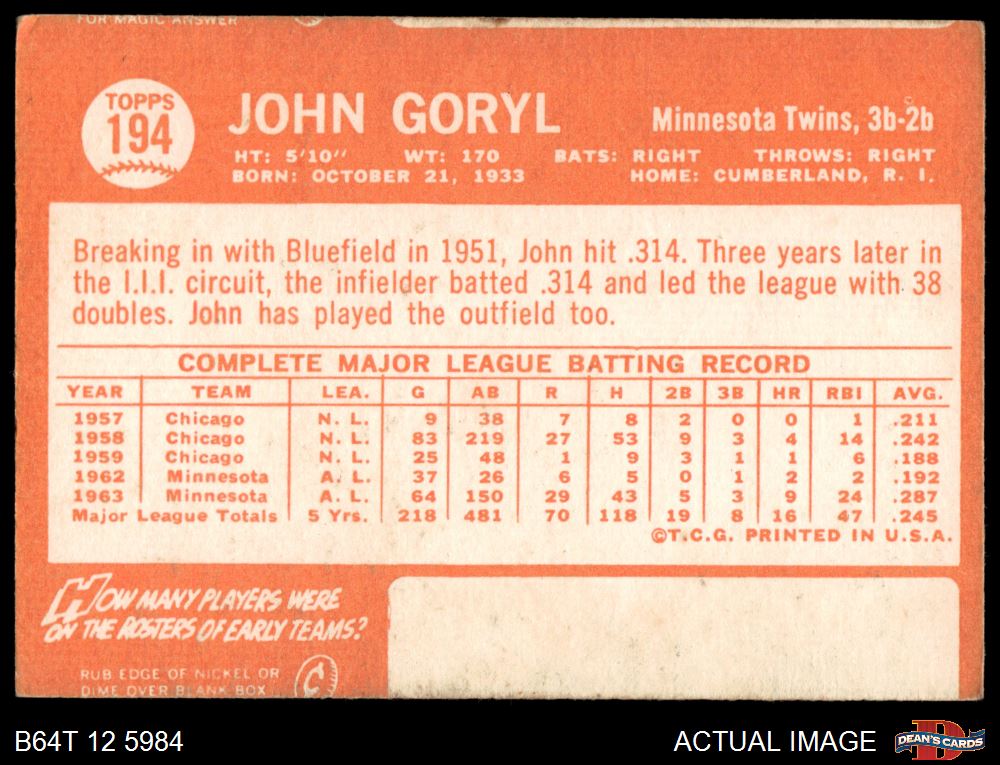 FOR MAGIC ANSWER
TOPPS
194
JOHN GORYL
Minnesota Twins, 3b-2b
HT: 5'10" WT: 170 BATS: RIGHT THROWS: RIGHT
BORN: OCTOBER 21, 1933 HOME: CUMBERLAND, R. I.
Breaking in with Bluefield in 1951, John hit .314. Three years later in
the I.I.I. circuit, the infielder batted .314 and led the league with 38
doubles. John has played the outfield too.
COMPLETE MAJOR LEAGUE BATTING RECORD
YEAR TEAM LEA. G AB R H 2B 3B HR RBI AVG.
1957 Chicago N. L. 9 38 7 8 2 0 0 1 .211
1958 Chicago N. L. 83 219 27 53 9 3 4 14 .242
1959 Chicago N. L. 25 48 1 9 3 1 1 6 .188
1962 Minnesota A. L. 37 26 6 5 0 1 2 2 .192
1963 Minnesota A. L. 64 150 29 43 5 3 9 24 .287
Major League Totals 5 Yrs. 218 481 70 118 19 8 16 47 .245
©T.C.G. PRINTED IN U.S.A.
HOW MANY PLAYERS WERE
ON THE ROSTERS OF EARLY TEAMS?
RUB EDGE OF NICKEL OR
DIME OVER BLANK BOX
B64T 12 5984
ACTUAL IMAGE
DEAN'S CARDS